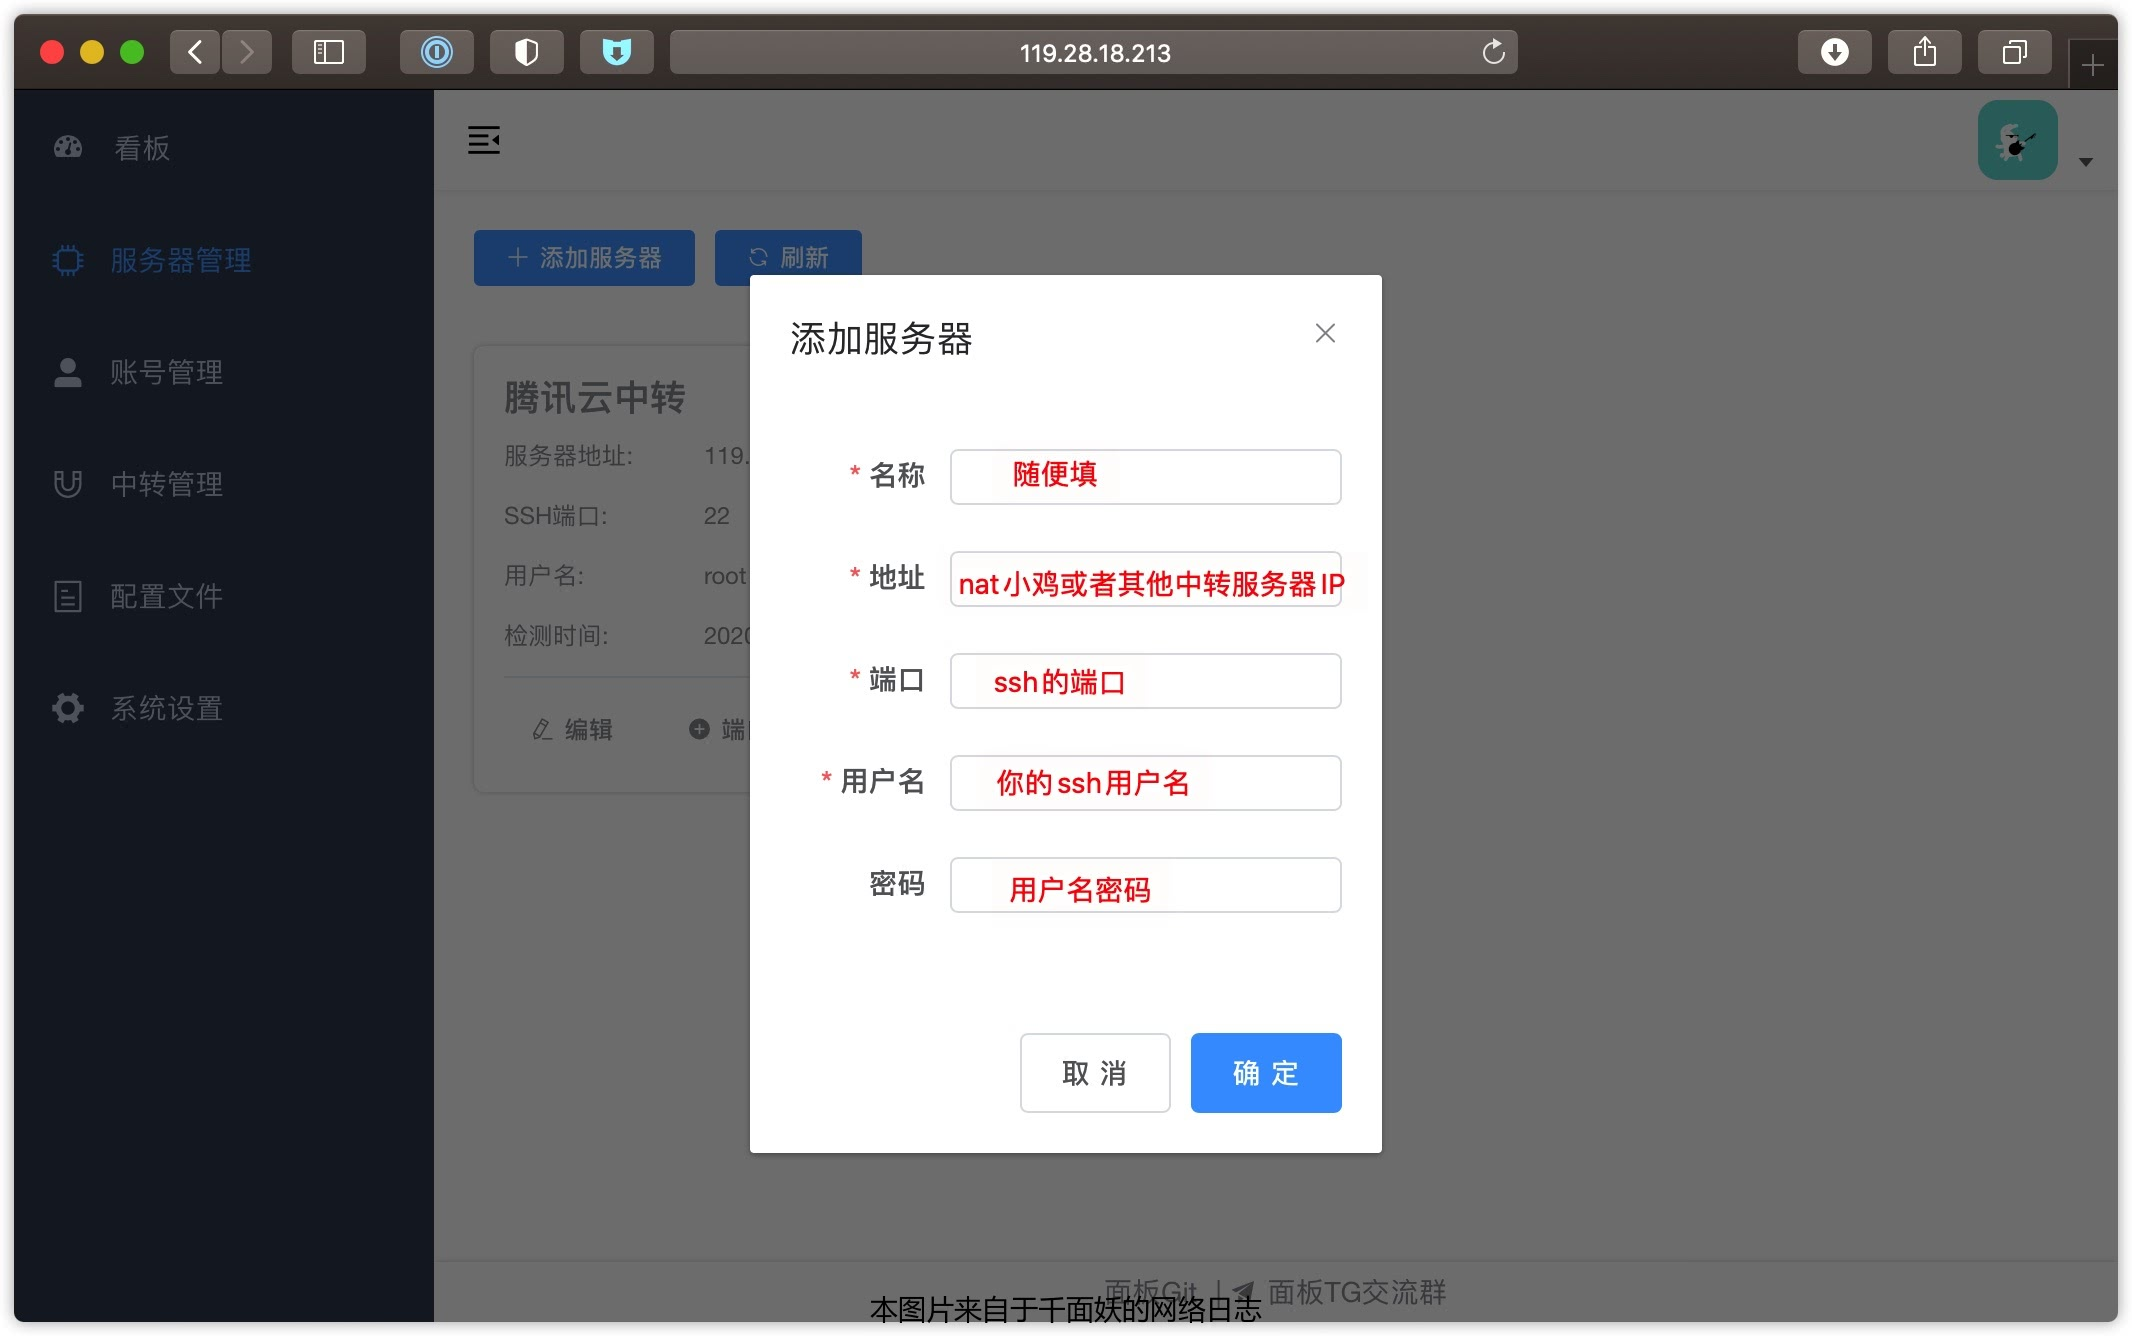 119.28.18.213
看板
服务器管理
账号管理
中转管理
配置文件
系统设置
添加服务器
刷新
腾讯云中转
服务器地址: 119.
SSH端口: 22
用户名: root
检测时间: 2020
编辑
添加服务器
* 名称 随便填
* 地址 nat小鸡或者其他中转服务器IP
* 端口 ssh的端口
* 用户名 你的ssh用户名
密码 用户名密码
取 消 确 定
面板Git | 面板TG交流群
本图片来自于千面妖的网络日志